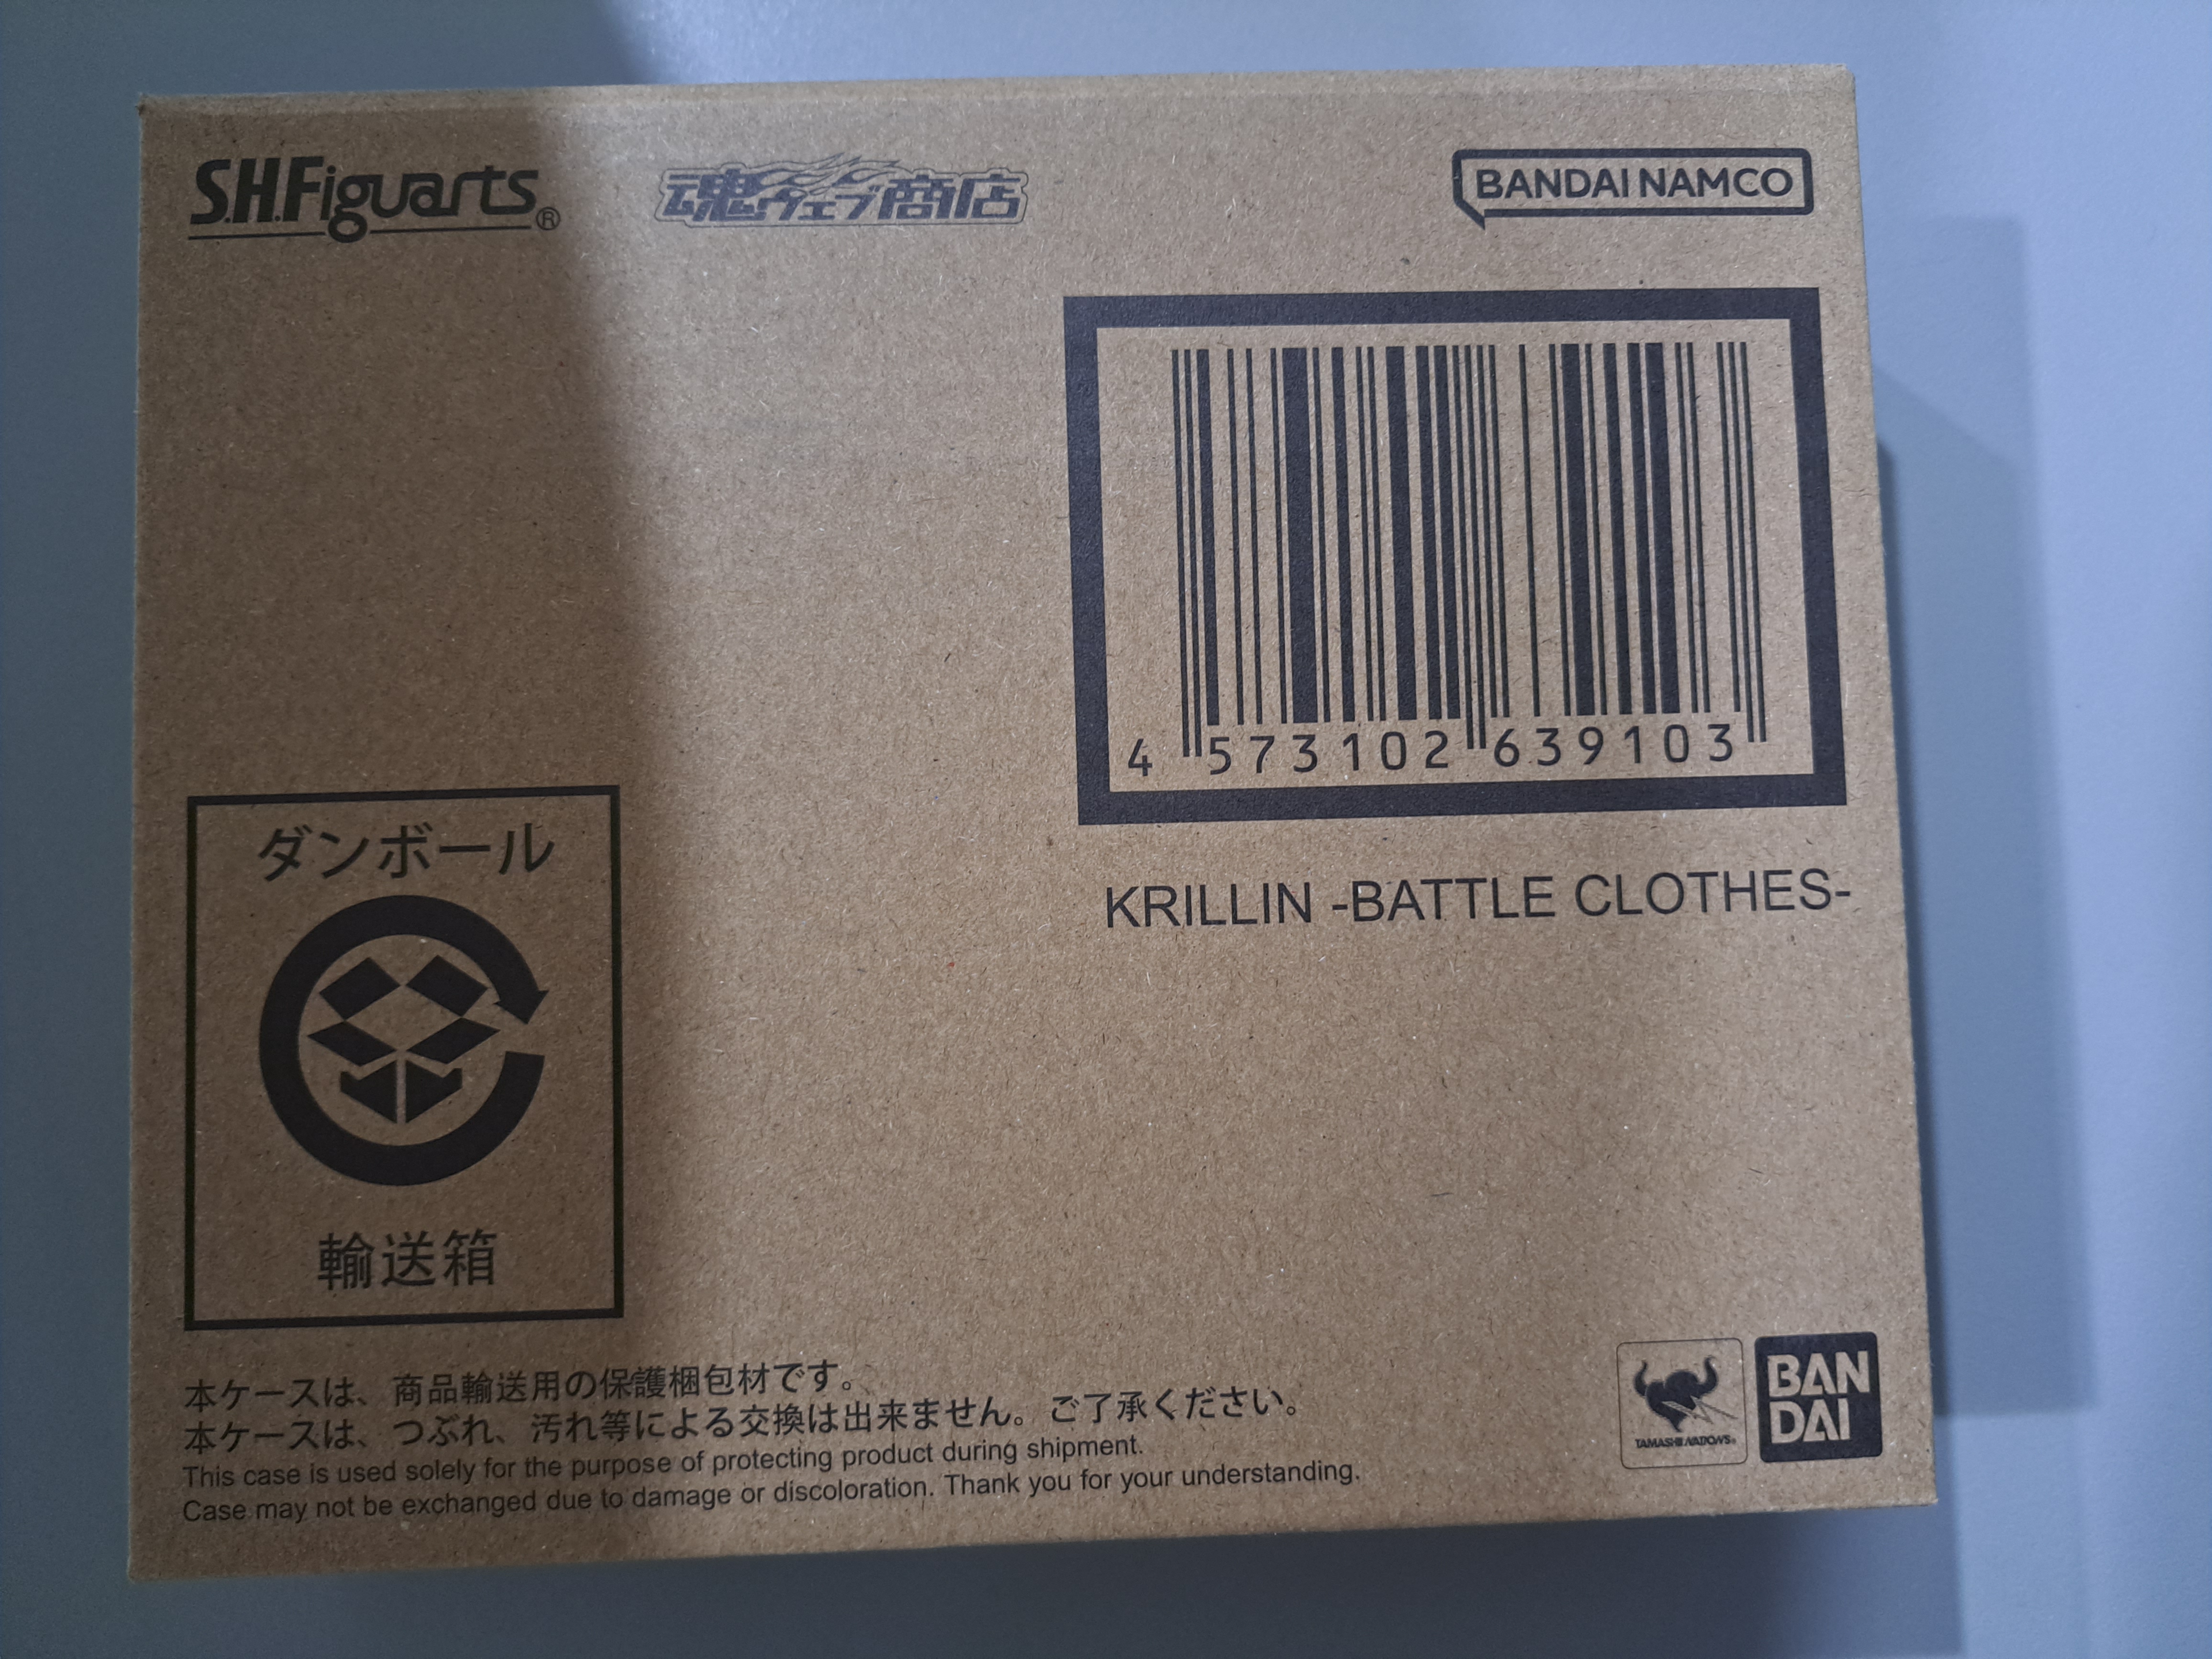 S.H.Figuarts®
魂ウェブ商店
BANDAI NAMCO
4 573102 639103
KRILLIN -BATTLE CLOTHES-
ダンボール
輸送箱
本ケースは、商品輸送用の保護梱包材です。
本ケースは、つぶれ、汚れ等による交換は出来ません。ご了承ください。
This case is used solely for the purpose of protecting product during shipment.
Case may not be exchanged due to damage or discoloration. Thank you for your understanding.
TAMASHII NATIONS®
BAN
DAI